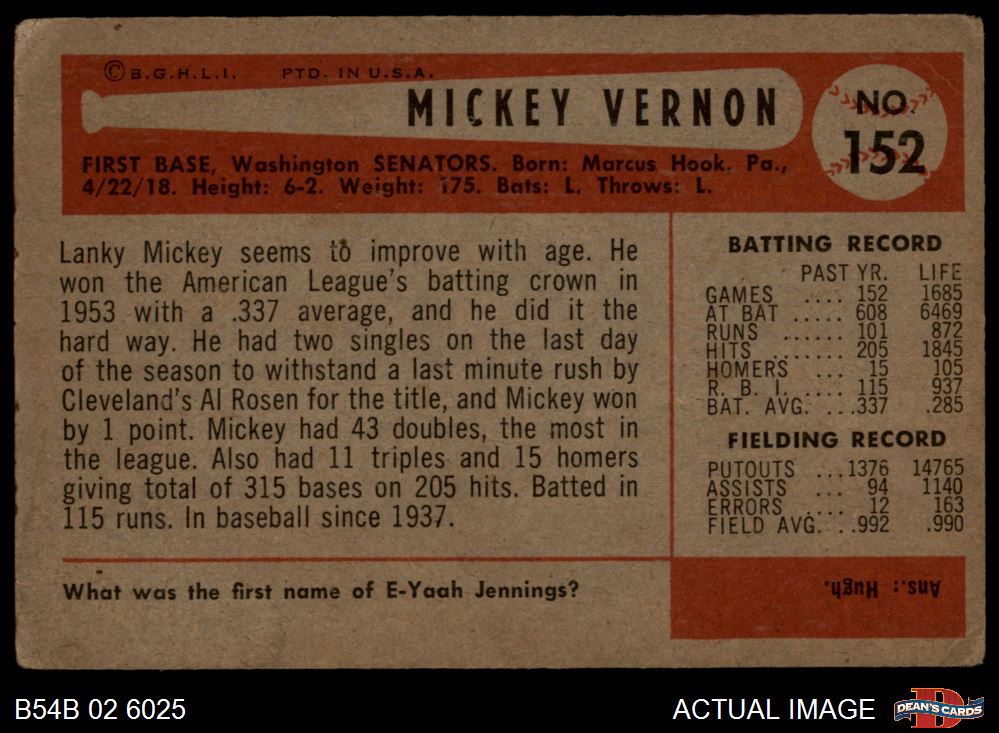 © B.G.H.L.I. PTD. IN U.S.A.
MICKEY VERNON
NO.
152
FIRST BASE, Washington SENATORS. Born: Marcus Hook, Pa.,
4/22/18. Height: 6-2. Weight: 175. Bats: L. Throws: L.
Lanky Mickey seems to improve with age. He
won the American League's batting crown in
1953 with a .337 average, and he did it the
hard way. He had two singles on the last day
of the season to withstand a last minute rush by
Cleveland's Al Rosen for the title, and Mickey won
by 1 point. Mickey had 43 doubles, the most in
the league. Also had 11 triples and 15 homers
giving total of 315 bases on 205 hits. Batted in
115 runs. In baseball since 1937.
BATTING RECORD
PAST YR. LIFE
GAMES .... 152 1685
AT BAT ..... 608 6469
RUNS ...... 101 872
HITS ....... 205 1845
HOMERS ... 15 105
R. B. I. .... 115 937
BAT. AVG. ...337 .285
FIELDING RECORD
PUTOUTS ...1376 14765
ASSISTS ... 94 1140
ERRORS .... 12 163
FIELD AVG. ..992 .990
What was the first name of E-Yaah Jennings?
Ans.: Hugh.
B54B 02 6025
ACTUAL IMAGE
DEAN'S CARDS